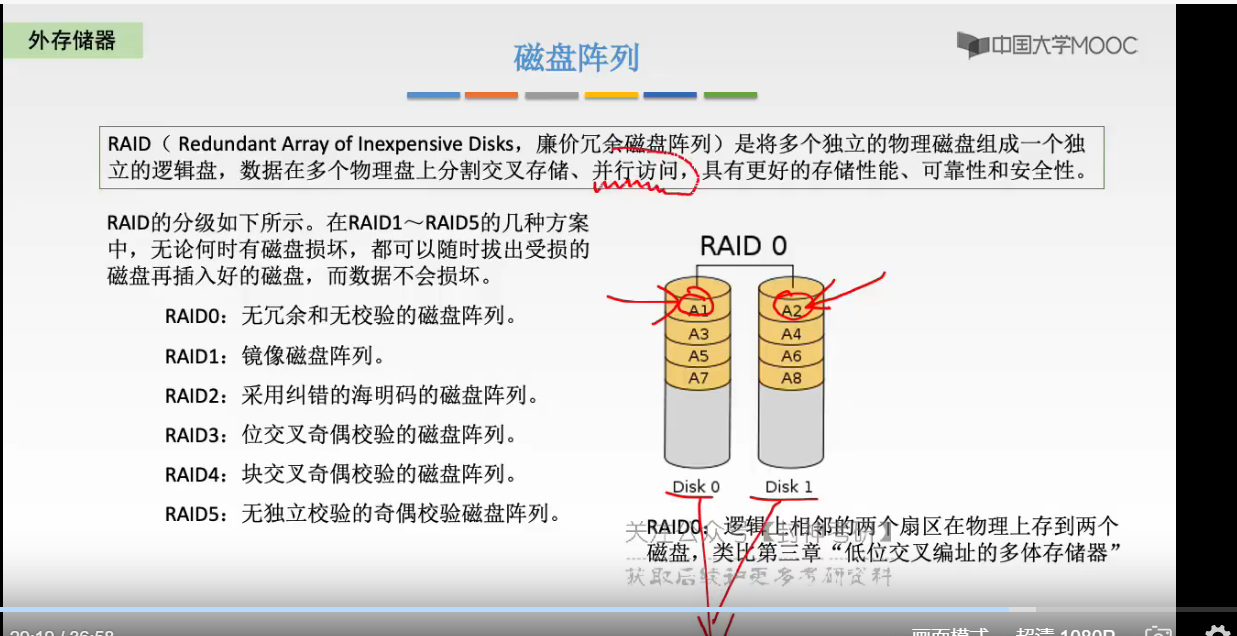 外存储器
磁盘阵列
中国大学MOOC
RAID（ Redundant Array of Inexpensive Disks，廉价冗余磁盘阵列）是将多个独立的物理磁盘组成一个独
立的逻辑盘，数据在多个物理盘上分割交叉存储、并行访问，具有更好的存储性能、可靠性和安全性。
RAID的分级如下所示。在RAID1～RAID5的几种方案
中，无论何时有磁盘损坏，都可以随时拔出受损的
磁盘再插入好的磁盘，而数据不会损坏。
RAID0：无冗余和无校验的磁盘阵列。
RAID1：镜像磁盘阵列。
RAID2：采用纠错的海明码的磁盘阵列。
RAID3：位交叉奇偶校验的磁盘阵列。
RAID4：块交叉奇偶校验的磁盘阵列。
RAID5：无独立校验的奇偶校验磁盘阵列。
RAID 0
A1 A2
A3 A4
A5 A6
A7 A8
Disk 0 Disk 1
RAID0：逻辑上相邻的两个扇区在物理上存到两个
磁盘，类比第三章“低位交叉编址的多体存储器”
获取后续和更多考研资料
画面模式 超清 1080P